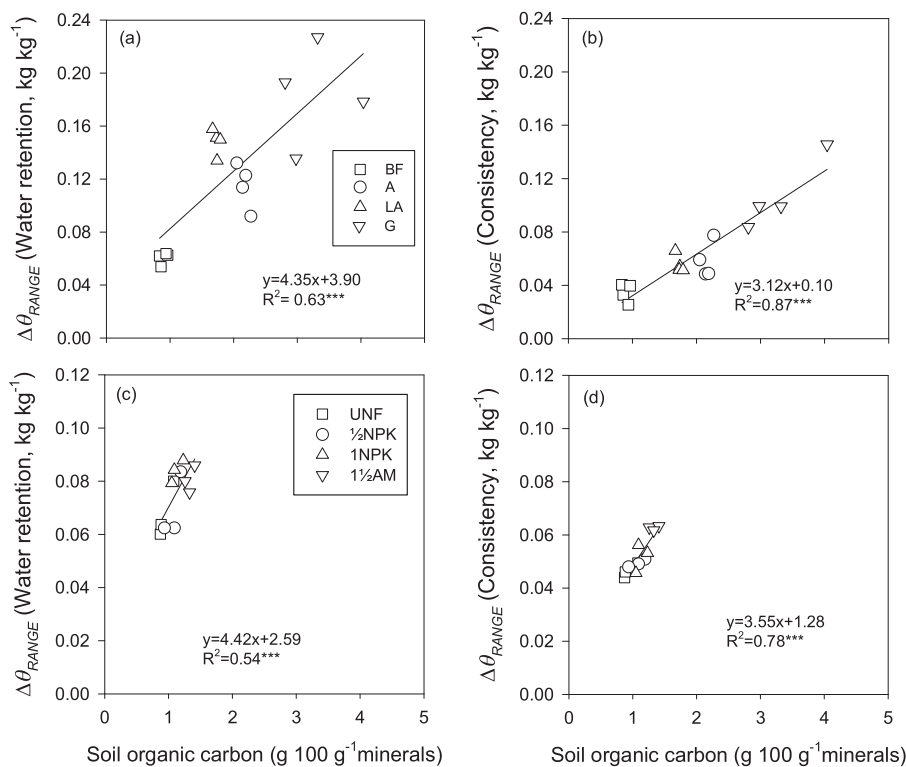 (a)
Δθ_RANGE (Water retention, kg kg⁻¹)
0.24
0.20
0.16
0.12
0.08
0.04
0.00
BF
A
LA
G
y=4.35x+3.90
R²= 0.63***
(b)
Δθ_RANGE (Consistency, kg kg⁻¹)
0.24
0.20
0.16
0.12
0.08
0.04
0.00
y=3.12x+0.10
R²=0.87***
(c)
Δθ_RANGE (Water retention, kg kg⁻¹)
0.12
0.10
0.08
0.06
0.04
0.02
0.00
UNF
½NPK
1NPK
1½AM
y=4.42x+2.59
R²=0.54***
0 1 2 3 4 5
Soil organic carbon (g 100 g⁻¹minerals)
(d)
Δθ_RANGE (Consistency, kg kg⁻¹)
0.12
0.10
0.08
0.06
0.04
0.02
0.00
y=3.55x+1.28
R²=0.78***
0 1 2 3 4 5
Soil organic carbon (g 100 g⁻¹minerals)